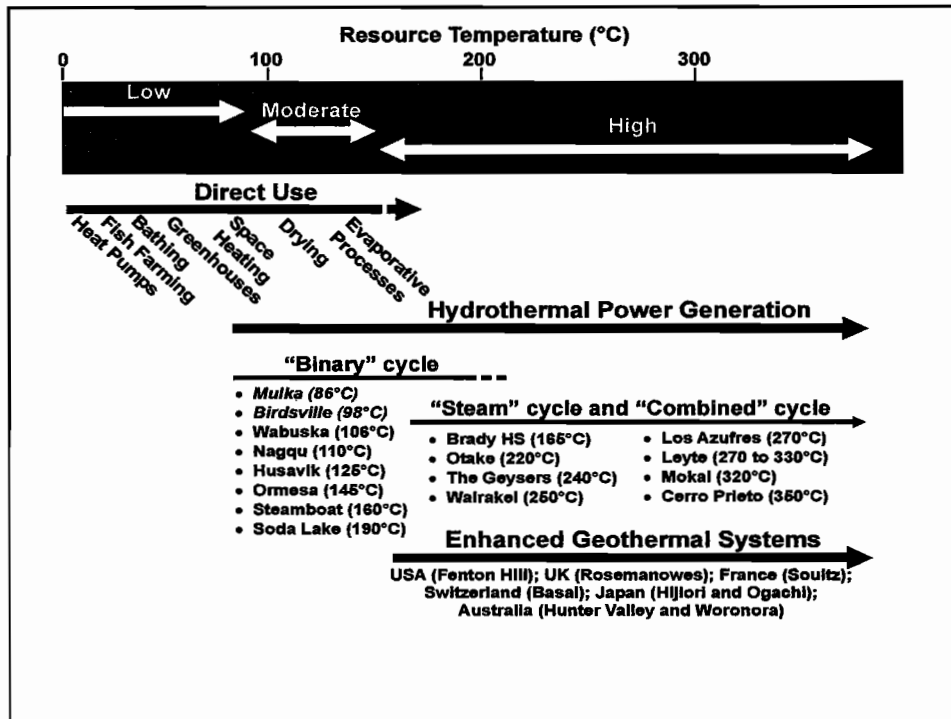 Resource Temperature (°C)
0 100 200 300
Low
Moderate
High
Direct Use
Heat Pumps
Fish Farming
Bathing
Greenhouses
Space
Heating
Drying
Evaporative
Processes
Hydrothermal Power Generation
“Binary” cycle
• Mulka (86°C)
• Birdsville (98°C)
• Wabuska (106°C)
• Nagqu (110°C)
• Husavik (125°C)
• Ormesa (145°C)
• Steamboat (160°C)
• Soda Lake (190°C)
“Steam” cycle and “Combined” cycle
• Brady HS (165°C)
• Otake (220°C)
• The Geysers (240°C)
• Wairakei (250°C)
• Los Azufres (270°C)
• Leyte (270 to 330°C)
• Mokai (320°C)
• Cerro Prieto (350°C)
Enhanced Geothermal Systems
USA (Fenton Hill); UK (Rosemanowes); France (Soultz);
Switzerland (Basal); Japan (Hijiori and Ogachi);
Australia (Hunter Valley and Woronora)